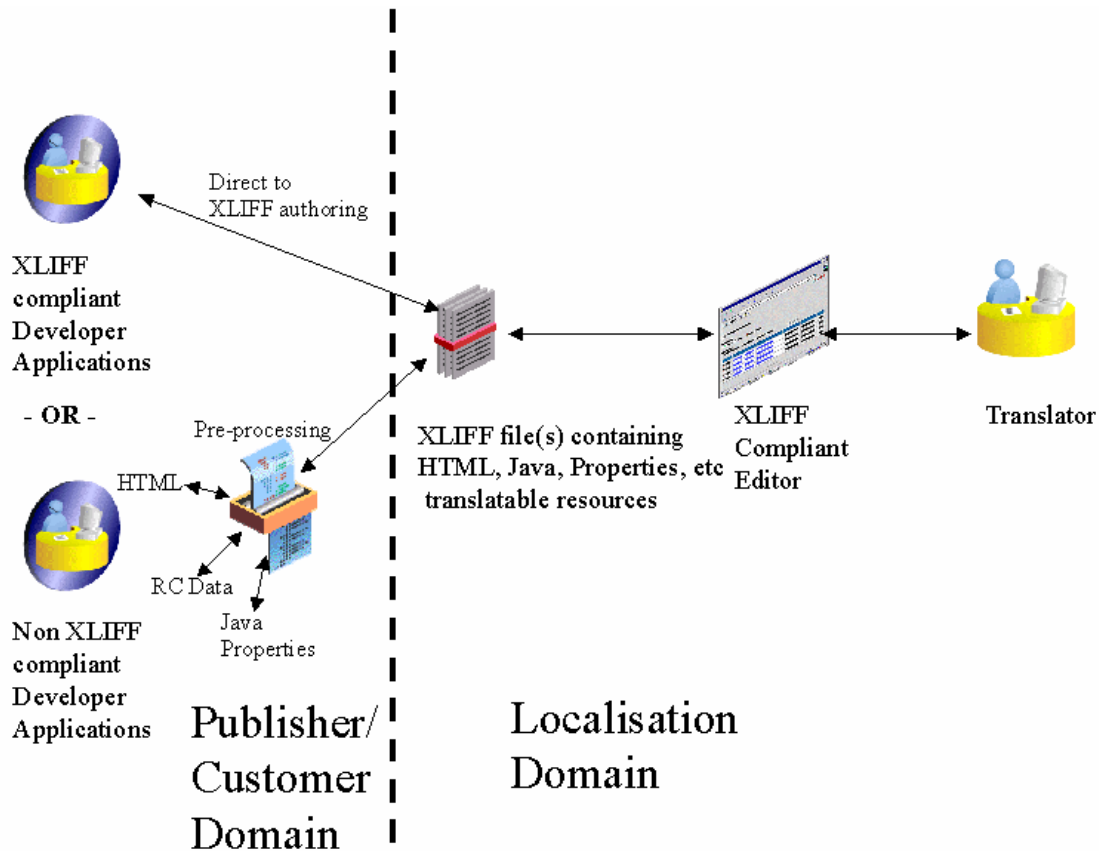 Direct to
XLIFF authoring
XLIFF
compliant
Developer
Applications
- OR -
Pre-processing
HTML
RC Data
Java
Properties
Non XLIFF
compliant
Developer
Applications
XLIFF file(s) containing
HTML, Java, Properties, etc
translatable resources
XLIFF
Compliant
Editor
Translator
Publisher/
Customer
Domain
Localisation
Domain